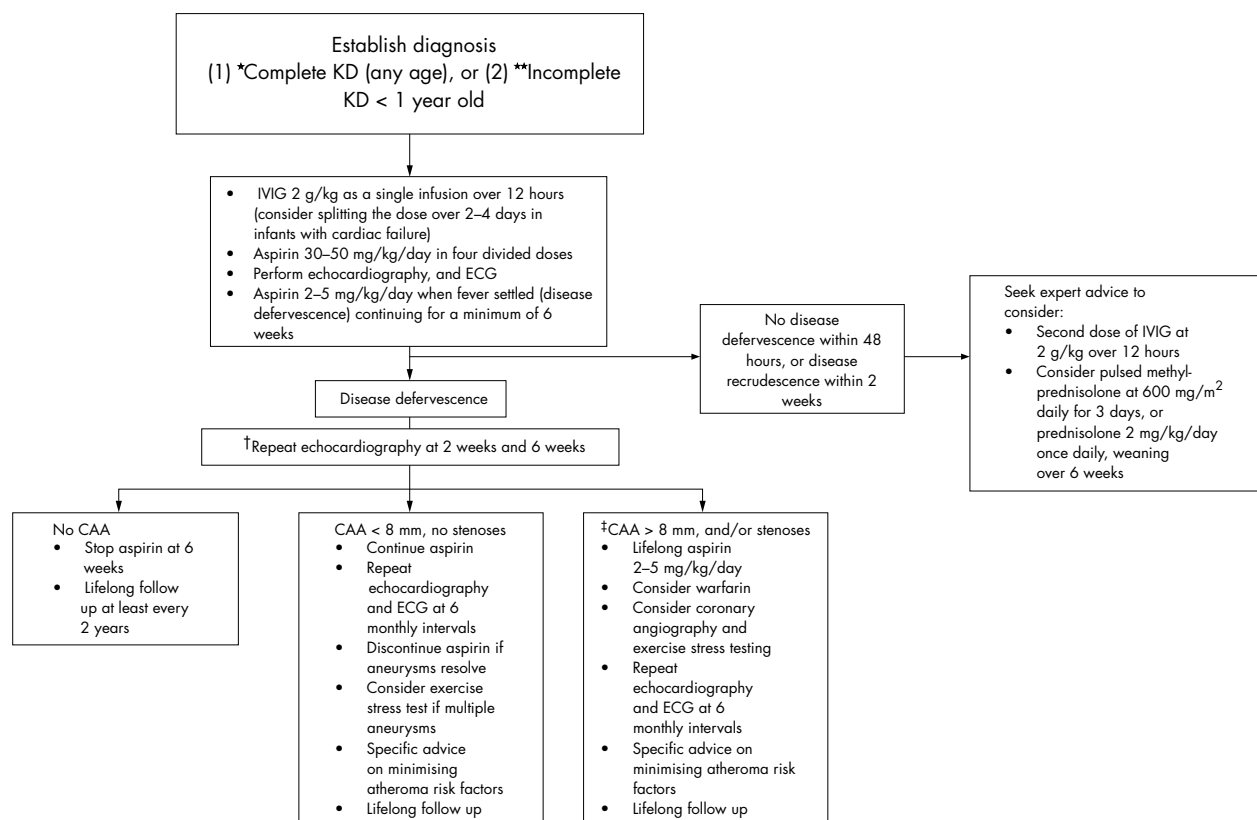 Establish diagnosis
(1) *Complete KD (any age), or (2) **Incomplete
KD < 1 year old
• IVIG 2 g/kg as a single infusion over 12 hours
(consider splitting the dose over 2–4 days in
infants with cardiac failure)
• Aspirin 30–50 mg/kg/day in four divided doses
• Perform echocardiography, and ECG
• Aspirin 2–5 mg/kg/day when fever settled (disease
defervescence) continuing for a minimum of 6
weeks
No disease
defervescence within 48
hours, or disease
recrudescence within 2
weeks
Seek expert advice to
consider:
• Second dose of IVIG at
2 g/kg over 12 hours
• Consider pulsed methyl-
prednisolone at 600 mg/m²
daily for 3 days, or
prednisolone 2 mg/kg/day
once daily, weaning
over 6 weeks
Disease defervescence
†Repeat echocardiography at 2 weeks and 6 weeks
No CAA
• Stop aspirin at 6
weeks
• Lifelong follow
up at least every
2 years
CAA < 8 mm, no stenoses
• Continue aspirin
• Repeat
echocardiography
and ECG at 6
monthly intervals
• Discontinue aspirin if
aneurysms resolve
• Consider exercise
stress test if multiple
aneurysms
• Specific advice
on minimising
atheroma risk factors
• Lifelong follow up
‡CAA > 8 mm, and/or stenoses
• Lifelong aspirin
2–5 mg/kg/day
• Consider warfarin
• Consider coronary
angiography and
exercise stress testing
• Repeat
echocardiography
and ECG at 6
monthly intervals
• Specific advice on
minimising atheroma risk
factors
• Lifelong follow up